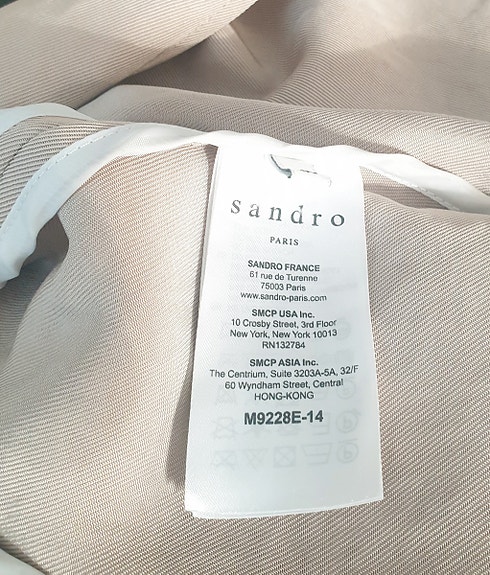 sandro
PARIS
SANDRO FRANCE
61 rue de Turenne
75003 Paris
www.sandro-paris.com
SMCP USA Inc.
10 Crosby Street, 3rd Floor
New York, New York 10013
RN132784
SMCP ASIA Inc.
The Centrium, Suite 3203A-5A, 32/F
60 Wyndham Street, Central
HONG-KONG
M9228E-14